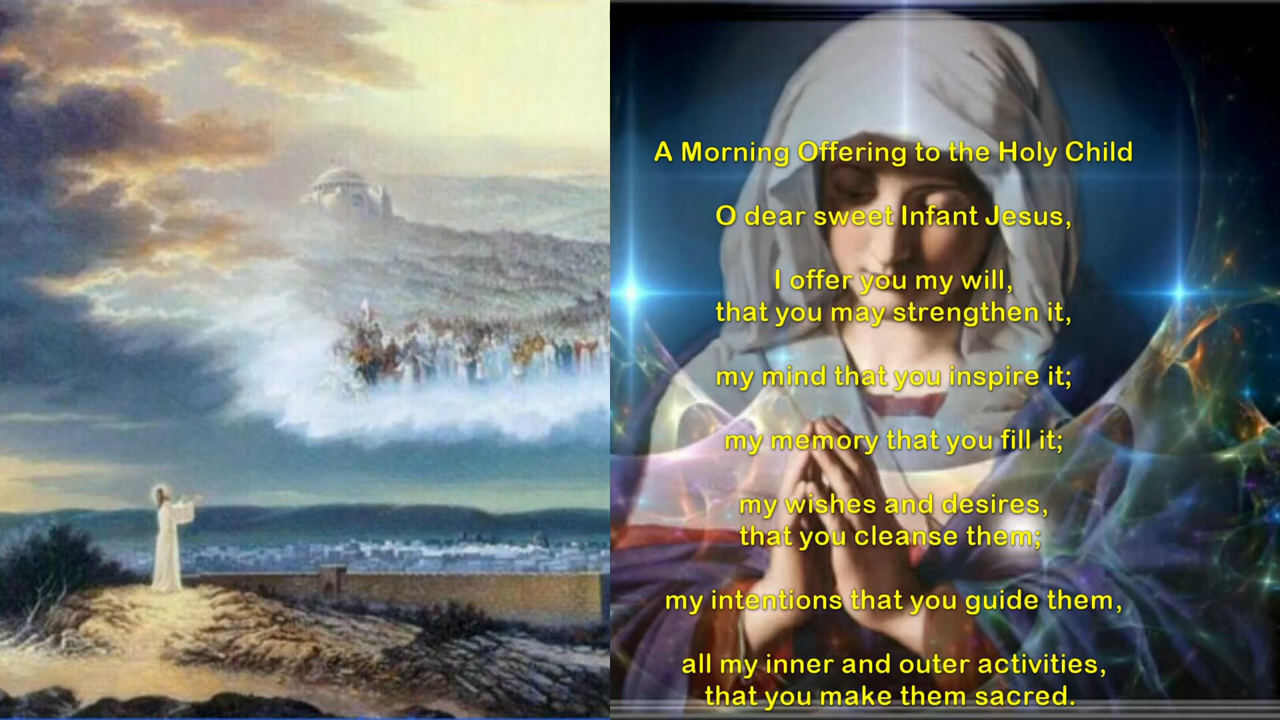 A Morning Offering to the Holy Child
O dear sweet Infant Jesus,
I offer you my will,
that you may strengthen it,
my mind that you inspire it;
my memory that you fill it;
my wishes and desires,
that you cleanse them;
my intentions that you guide them,
all my inner and outer activities,
that you make them sacred.